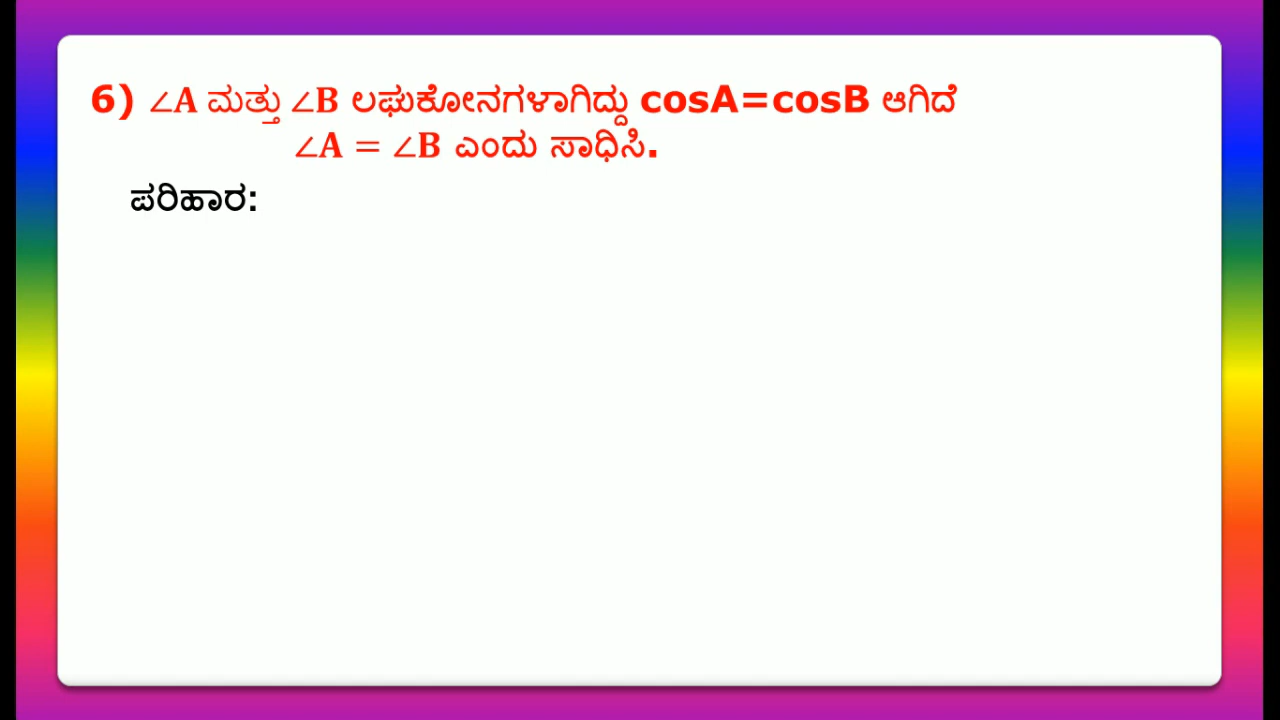 6) ∠A ಮತ್ತು ∠B ಲಘುಕೋನಗಳಾಗಿದ್ದು cosA=cosB ಆಗಿದೆ
∠A = ∠B ಎಂದು ಸಾಧಿಸಿ.
ಪರಿಹಾರ: